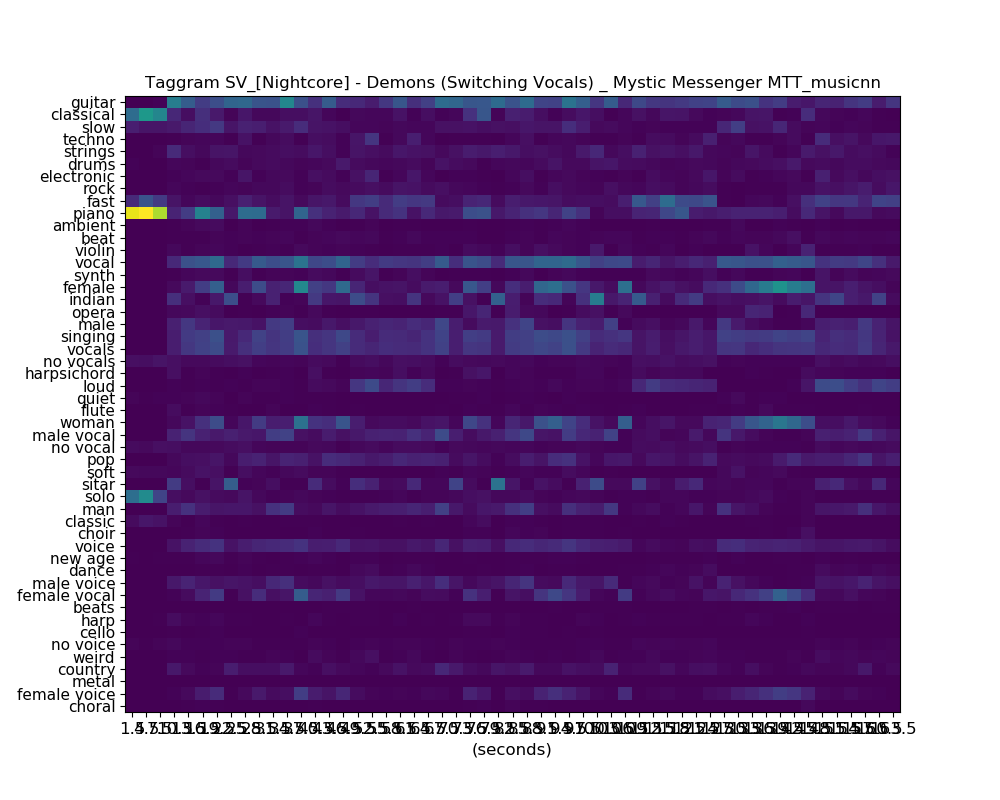 Taggram SV_[Nightcore] - Demons (Switching Vocals) _ Mystic Messenger MTT_musicnn
guitar
classical
slow
techno
strings
drums
electronic
rock
fast
piano
ambient
beat
violin
vocal
synth
female
indian
opera
male
singing
vocals
no vocals
harpsichord
loud
quiet
flute
woman
male vocal
no vocal
pop
soft
sitar
solo
man
classic
choir
voice
new age
dance
male voice
female vocal
beats
harp
cello
no voice
weird
country
metal
female voice
choral
(seconds)